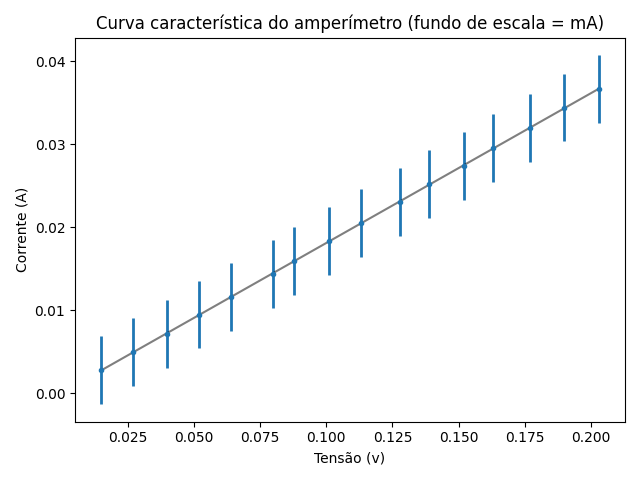 Curva característica do amperímetro (fundo de escala = mA)
0.04
0.03
0.02
0.01
0.00
Corrente (A)
0.025 0.050 0.075 0.100 0.125 0.150 0.175 0.200
Tensão (v)